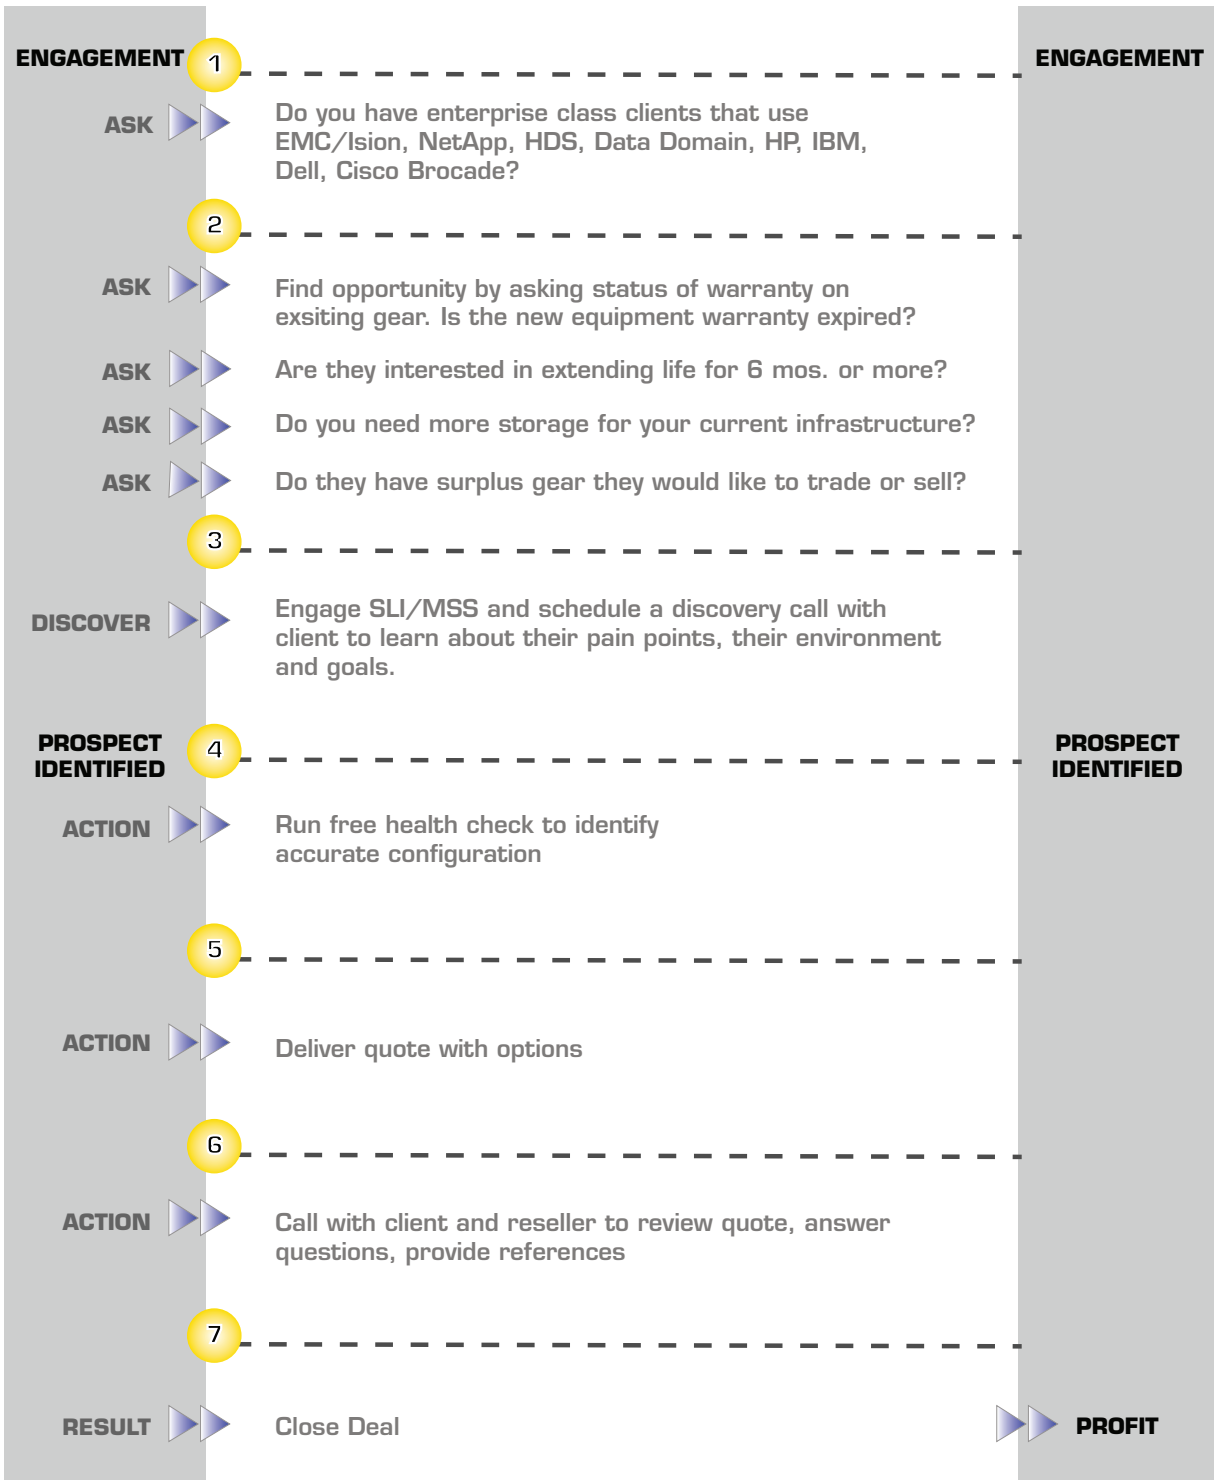 ENGAGEMENT
1
ENGAGEMENT
ASK
Do you have enterprise class clients that use
EMC/Ision, NetApp, HDS, Data Domain, HP, IBM,
Dell, Cisco Brocade?
2
ASK
Find opportunity by asking status of warranty on
exsiting gear. Is the new equipment warranty expired?
ASK
Are they interested in extending life for 6 mos. or more?
ASK
Do you need more storage for your current infrastructure?
ASK
Do they have surplus gear they would like to trade or sell?
3
DISCOVER
Engage SLI/MSS and schedule a discovery call with
client to learn about their pain points, their environment
and goals.
PROSPECT
IDENTIFIED
4
PROSPECT
IDENTIFIED
ACTION
Run free health check to identify
accurate configuration
5
ACTION
Deliver quote with options
6
ACTION
Call with client and reseller to review quote, answer
questions, provide references
7
RESULT
Close Deal
PROFIT